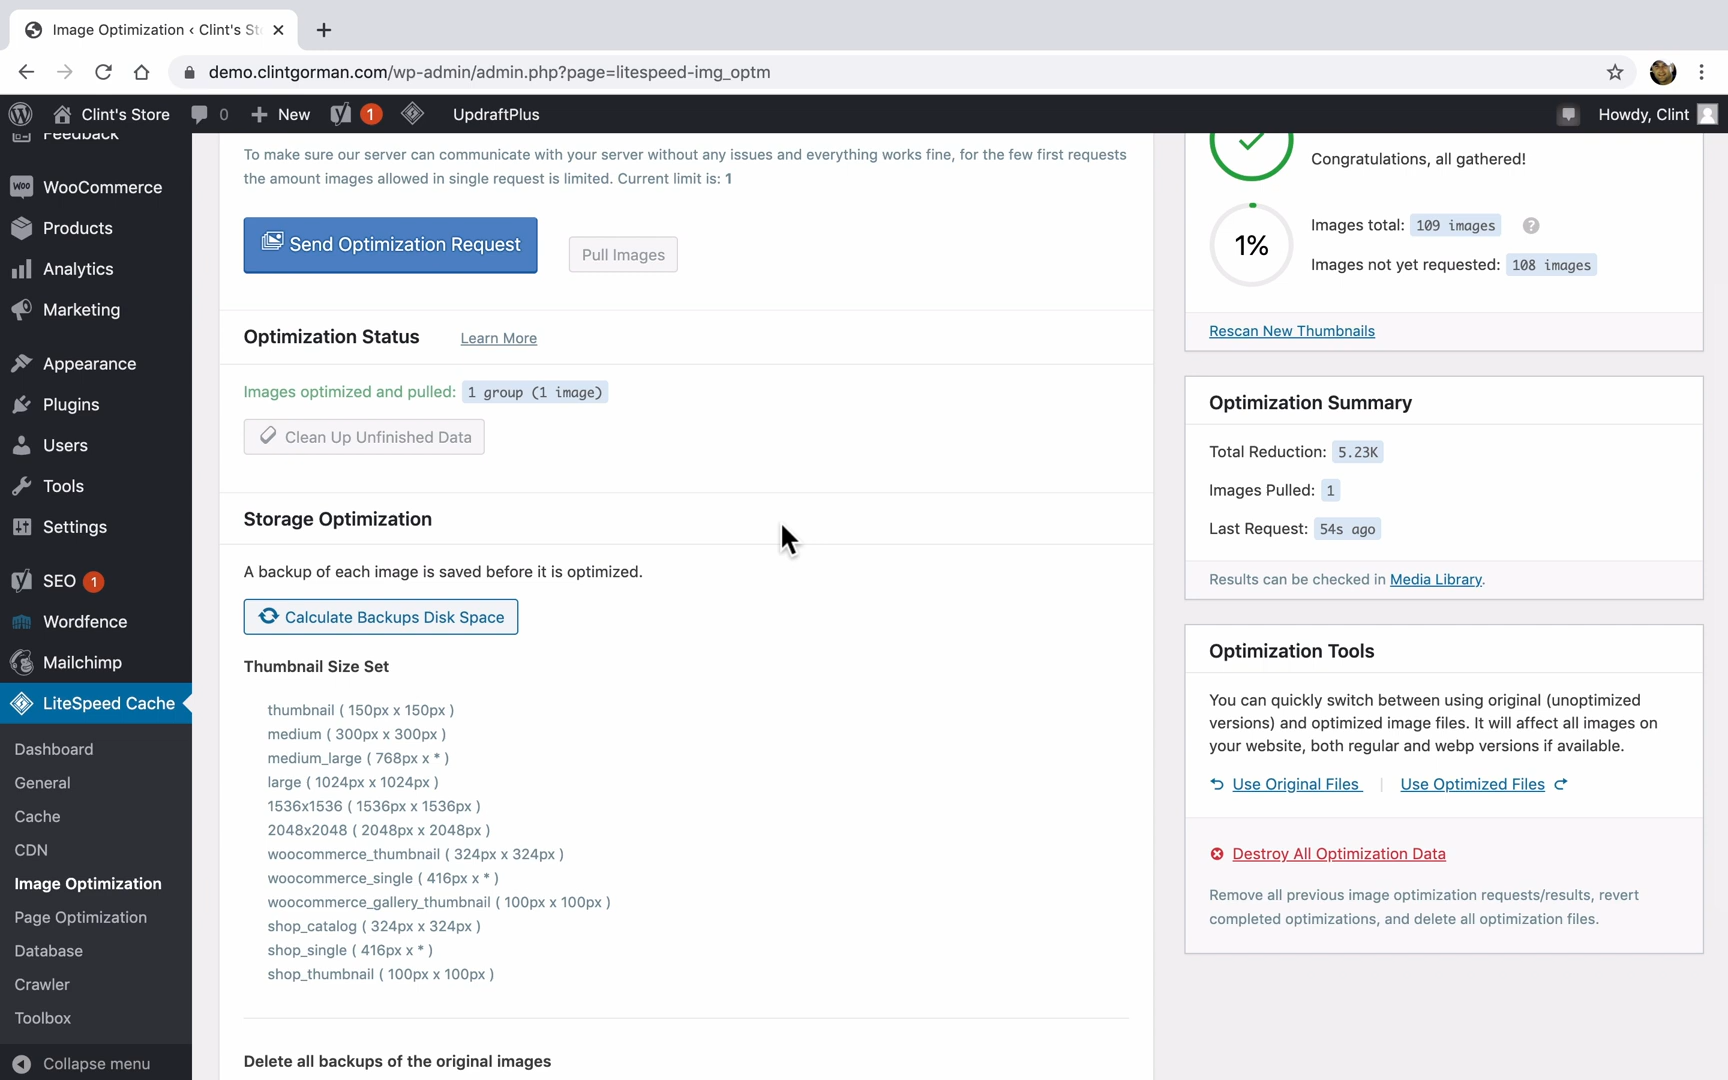 Image Optimization ‹ Clint's St
demo.clintgorman.com/wp-admin/admin.php?page=litespeed-img_optm
Clint's Store
0
New
1
UpdraftPlus
Howdy, Clint
Feedback
WooCommerce
Products
Analytics
Marketing
Appearance
Plugins
Users
Tools
Settings
SEO 1
Wordfence
Mailchimp
LiteSpeed Cache
Dashboard
General
Cache
CDN
Image Optimization
Page Optimization
Database
Crawler
Toolbox
Collapse menu
To make sure our server can communicate with your server without any issues and everything works fine, for the few first requests
the amount images allowed in single request is limited. Current limit is: 1
Send Optimization Request
Pull Images
Optimization Status Learn More
Images optimized and pulled: 1 group (1 image)
Clean Up Unfinished Data
Storage Optimization
A backup of each image is saved before it is optimized.
Calculate Backups Disk Space
Thumbnail Size Set
thumbnail ( 150px x 150px )
medium ( 300px x 300px )
medium_large ( 768px x * )
large ( 1024px x 1024px )
1536x1536 ( 1536px x 1536px )
2048x2048 ( 2048px x 2048px )
woocommerce_thumbnail ( 324px x 324px )
woocommerce_single ( 416px x * )
woocommerce_gallery_thumbnail ( 100px x 100px )
shop_catalog ( 324px x 324px )
shop_single ( 416px x * )
shop_thumbnail ( 100px x 100px )
Delete all backups of the original images
Congratulations, all gathered!
1%
Images total: 109 images ?
Images not yet requested: 108 images
Rescan New Thumbnails
Optimization Summary
Total Reduction: 5.23K
Images Pulled: 1
Last Request: 54s ago
Results can be checked in Media Library.
Optimization Tools
You can quickly switch between using original (unoptimized
versions) and optimized image files. It will affect all images on
your website, both regular and webp versions if available.
Use Original Files | Use Optimized Files
Destroy All Optimization Data
Remove all previous image optimization requests/results, revert
completed optimizations, and delete all optimization files.